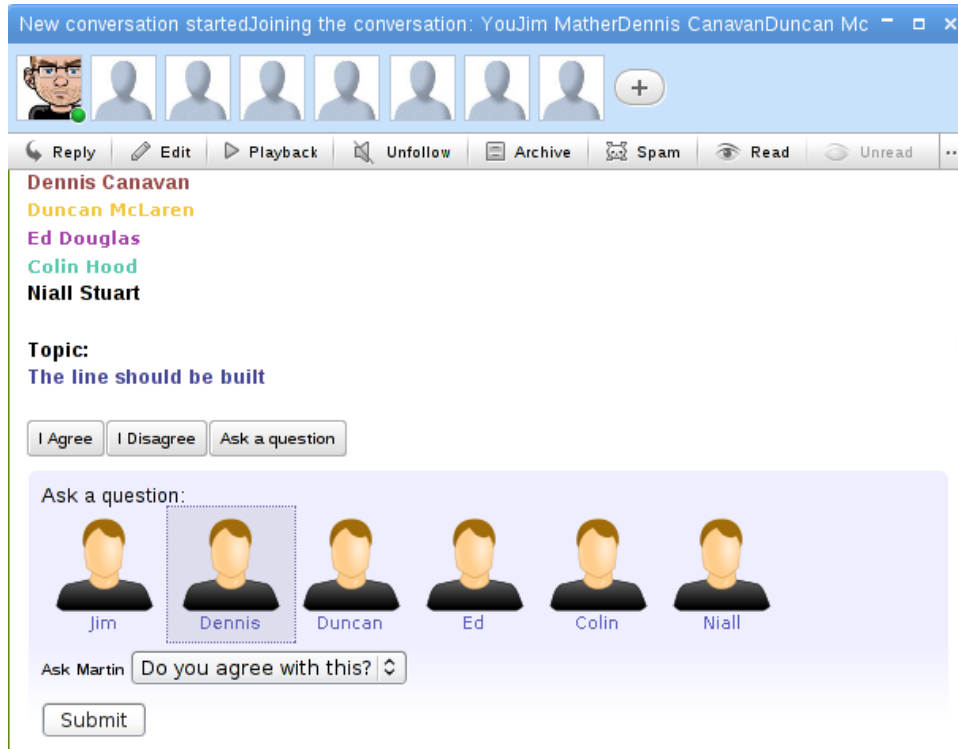 New conversation startedJoining the conversation: YouJim MatherDennis CanavanDuncan Mc
Reply Edit Playback Unfollow Archive Spam Read Unread ..
Dennis Canavan
Duncan McLaren
Ed Douglas
Colin Hood
Niall Stuart
Topic:
The line should be built
I Agree I Disagree Ask a question
Ask a question:
Jim Dennis Duncan Ed Colin Niall
Ask Martin Do you agree with this?
Submit